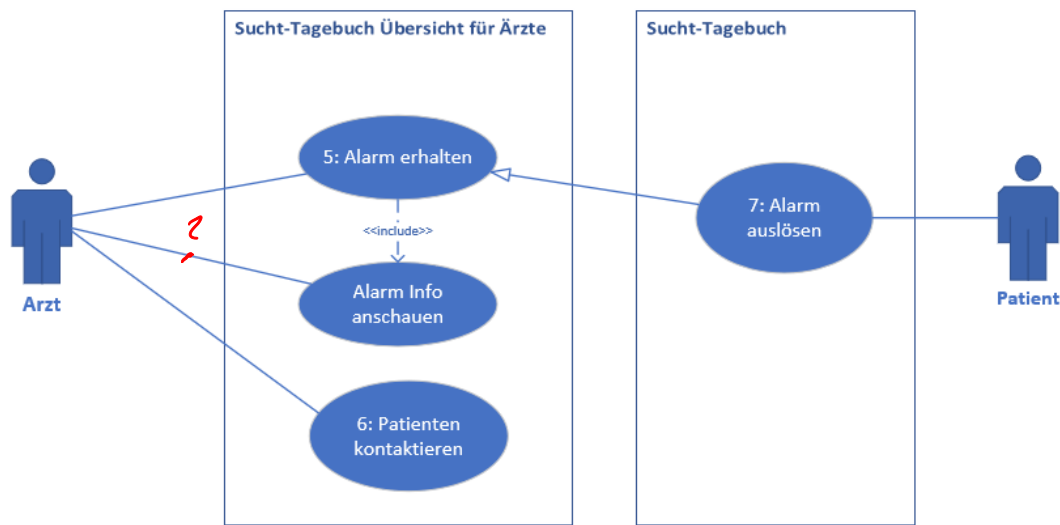 Sucht-Tagebuch Übersicht für Ärzte
Sucht-Tagebuch
5: Alarm erhalten
<<include>>
7: Alarm
auslösen
?
Alarm Info
anschauen
Arzt
Patient
6: Patienten
kontaktieren